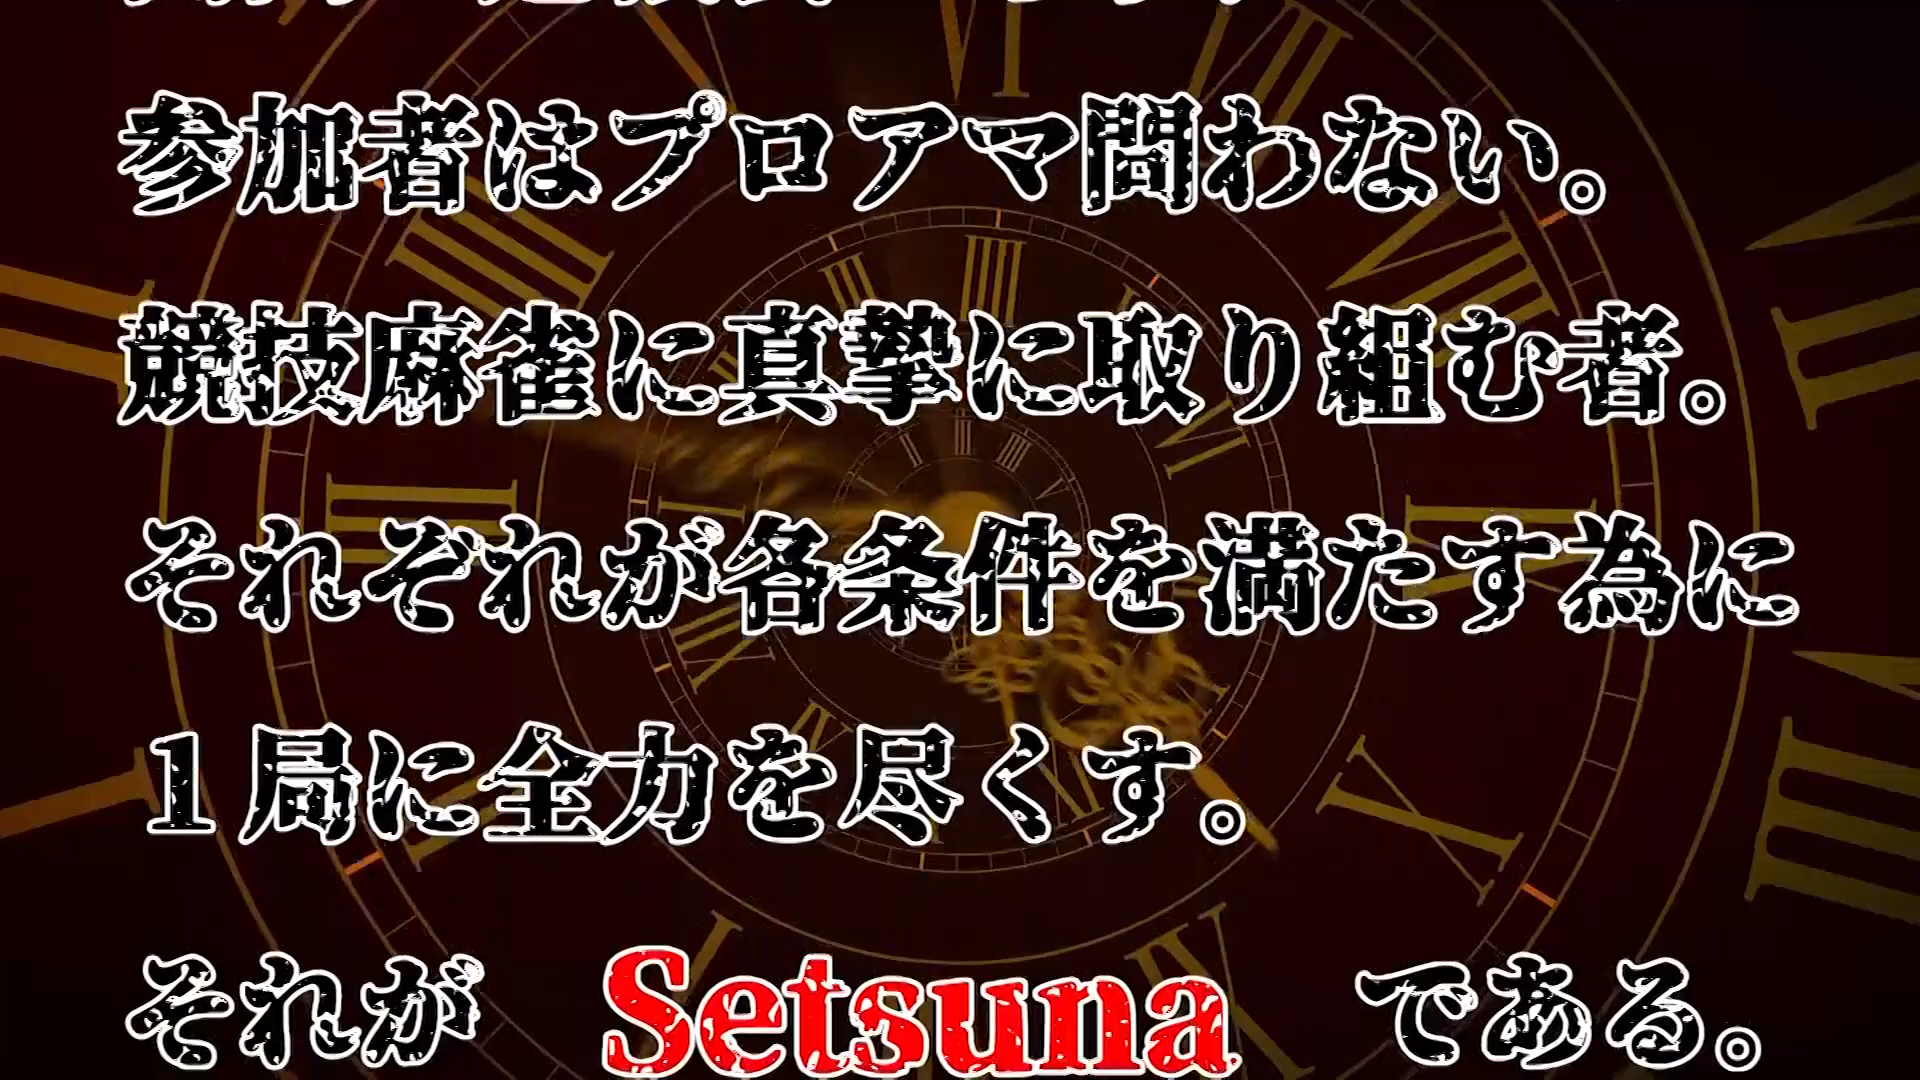 参加者はプロアマ問わない。
競技麻雀に真摯に取り組む者。
それぞれが各条件を満たす為に
１局に全力を尽くす。
それが Setsuna である。